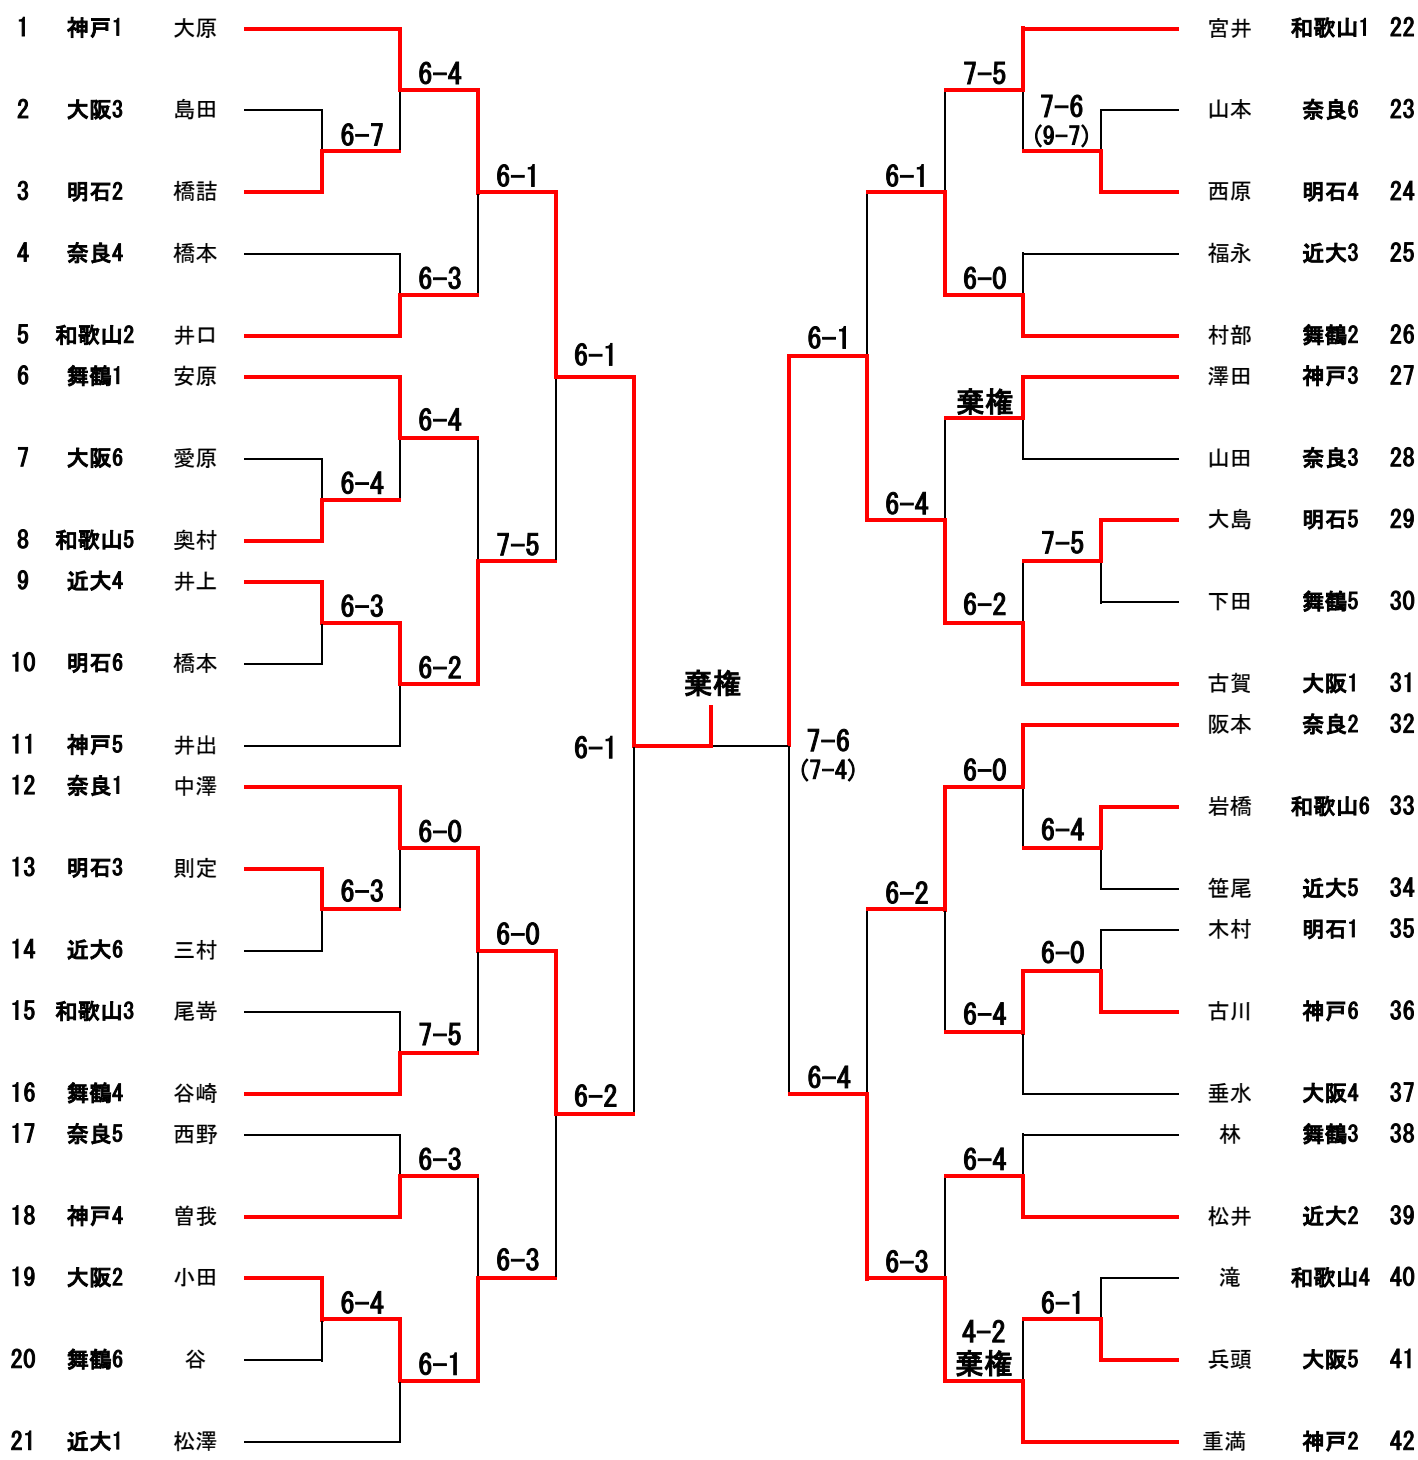 1 神戸1 大原
6-4
2 大阪3 島田
6-7
3 明石2 橋詰
6-1
4 奈良4 橋本
6-3
5 和歌山2 井口
6-1
6 舞鶴1 安原
6-4
7 大阪6 愛原
6-4
8 和歌山5 奥村
7-5
9 近大4 井上
6-3
10 明石6 橋本
6-2
11 神戸5 井出
6-1
12 奈良1 中澤
6-0
13 明石3 則定
6-3
14 近大6 三村
6-0
15 和歌山3 尾嵜
7-5
16 舞鶴4 谷崎
6-2
17 奈良5 西野
6-3
18 神戸4 曽我
6-3
19 大阪2 小田
6-4
20 舞鶴6 谷
6-1
21 近大1 松澤
棄権
7-6
(7-4)
宮井 和歌山1 22
7-5
山本 奈良6 23
7-6
(9-7)
西原 明石4 24
6-1
福永 近大3 25
6-0
村部 舞鶴2 26
6-1
澤田 神戸3 27
棄権
山田 奈良3 28
6-4
大島 明石5 29
7-5
下田 舞鶴5 30
6-2
古賀 大阪1 31
阪本 奈良2 32
6-0
岩橋 和歌山6 33
6-4
笹尾 近大5 34
6-2
木村 明石1 35
6-0
古川 神戸6 36
6-4
垂水 大阪4 37
6-4
林 舞鶴3 38
6-4
松井 近大2 39
6-3
滝 和歌山4 40
6-1
兵頭 大阪5 41
4-2
棄権
重満 神戸2 42